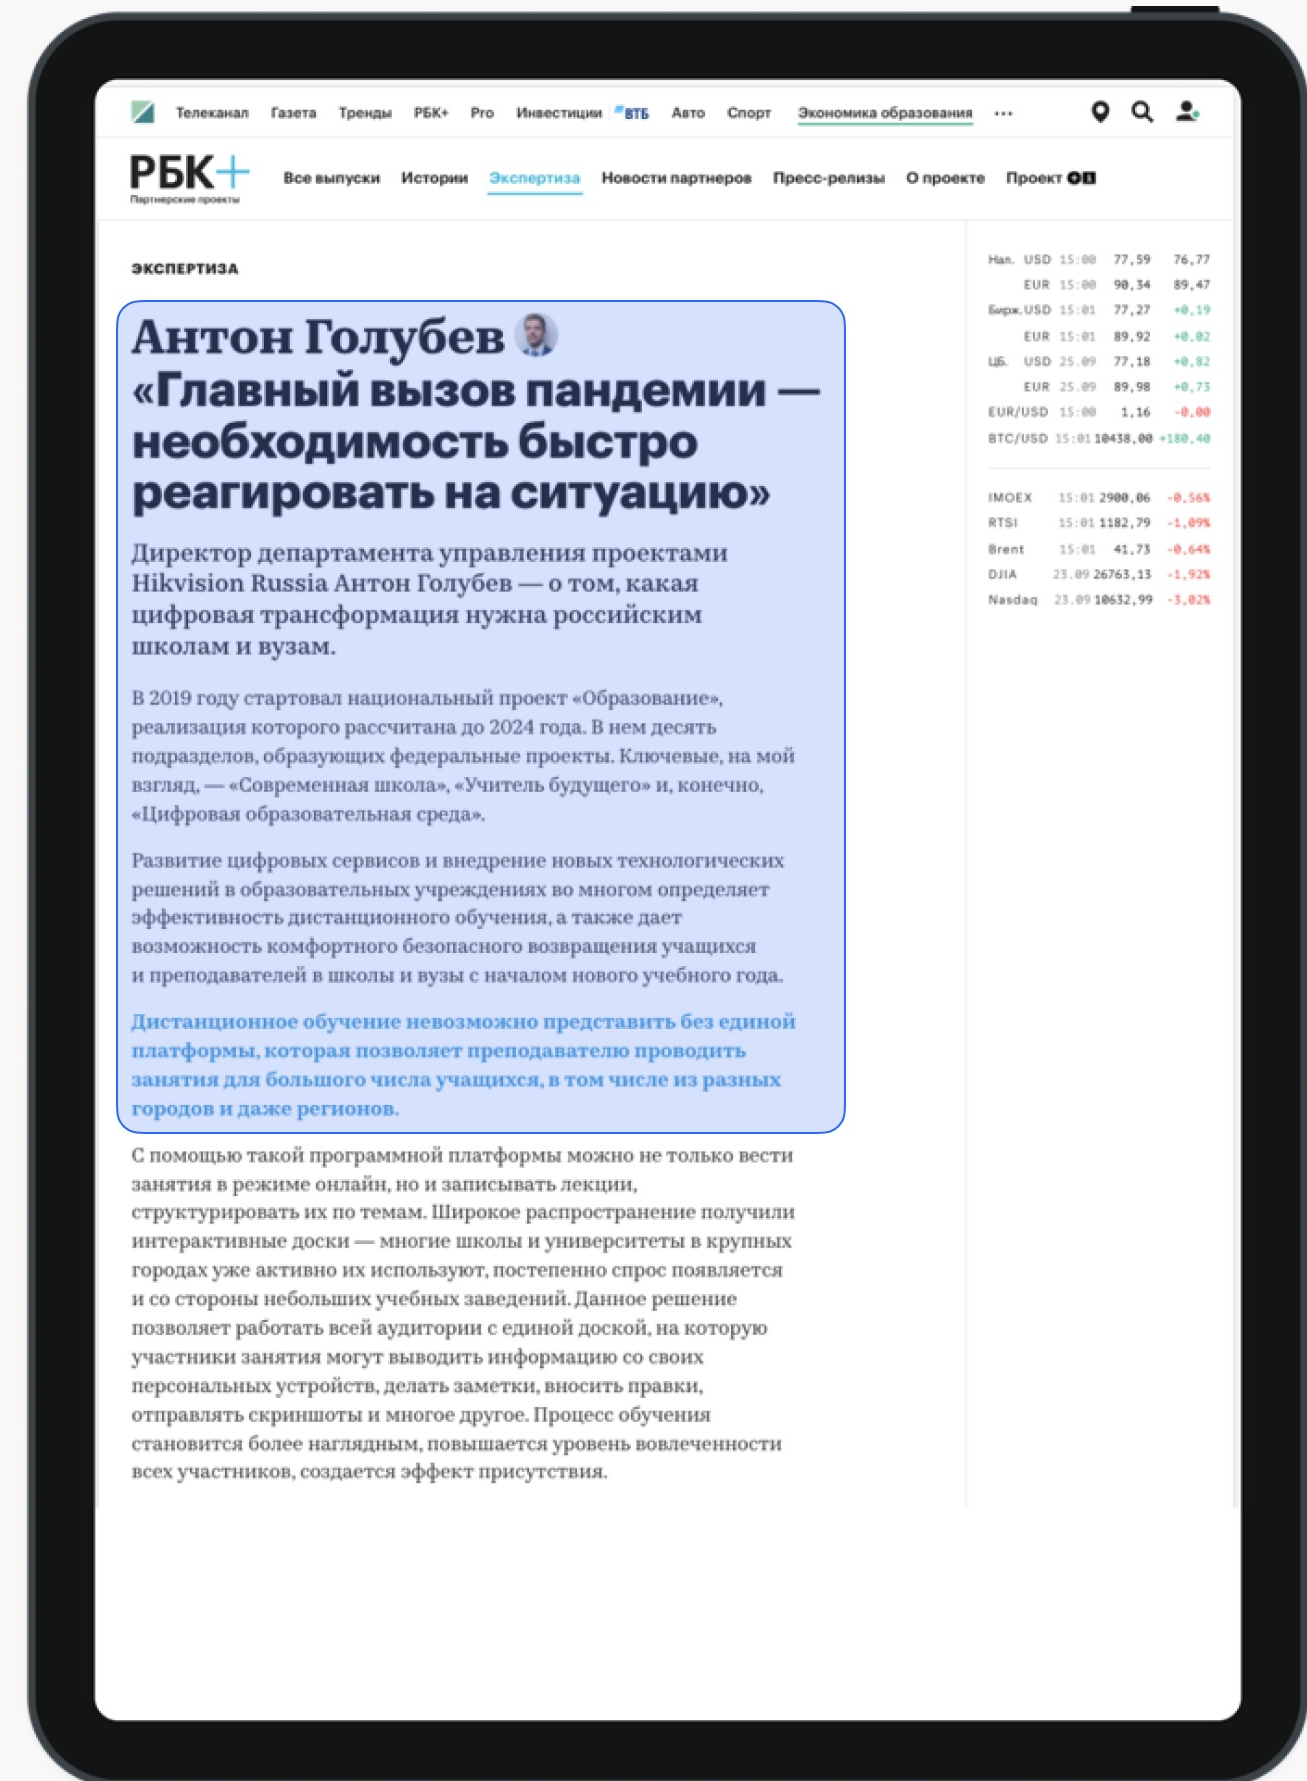 Телеканал Газета Тренды РБК+ Pro Инвестиции ВТБ Авто Спорт Экономика образования ...
РБК+
Партнерские проекты
Все выпуски Истории Экспертиза Новости партнеров Пресс-релизы О проекте Проект
ЭКСПЕРТИЗА
Антон Голубев
«Главный вызов пандемии —
необходимость быстро
реагировать на ситуацию»
Директор департамента управления проектами
Hikvision Russia Антон Голубев — о том, какая
цифровая трансформация нужна российским
школам и вузам.
В 2019 году стартовал национальный проект «Образование»,
реализация которого рассчитана до 2024 года. В нем десять
подразделов, образующих федеральные проекты. Ключевые, на мой
взгляд, — «Современная школа», «Учитель будущего» и, конечно,
«Цифровая образовательная среда».
Развитие цифровых сервисов и внедрение новых технологических
решений в образовательных учреждениях во многом определяет
эффективность дистанционного обучения, а также дает
возможность комфортного безопасного возвращения учащихся
и преподавателей в школы и вузы с началом нового учебного года.
Дистанционное обучение невозможно представить без единой
платформы, которая позволяет преподавателю проводить
занятия для большого числа учащихся, в том числе из разных
городов и даже регионов.
С помощью такой программной платформы можно не только вести
занятия в режиме онлайн, но и записывать лекции,
структурировать их по темам. Широкое распространение получили
интерактивные доски — многие школы и университеты в крупных
городах уже активно их используют, постепенно спрос появляется
и со стороны небольших учебных заведений. Данное решение
позволяет работать всей аудитории с единой доской, на которую
участники занятия могут выводить информацию со своих
персональных устройств, делать заметки, вносить правки,
отправлять скриншоты и многое другое. Процесс обучения
становится более наглядным, повышается уровень вовлеченности
всех участников, создается эффект присутствия.
Нал. USD 15:00 77,59 76,77
EUR 15:00 90,34 89,47
Бирж.USD 15:01 77,27 +0,19
EUR 15:01 89,92 +0,02
ЦБ. USD 25.09 77,18 +0,82
EUR 25.09 89,98 +0,73
EUR/USD 15:00 1,16 -0,00
BTC/USD 15:01 10438,00 +180,40
IMOEX 15:01 2900,06 -0,56%
RTSI 15:01 1182,79 -1,09%
Brent 15:01 41,73 -0,64%
DJIA 23.09 26763,13 -1,92%
Nasdaq 23.09 10632,99 -3,02%